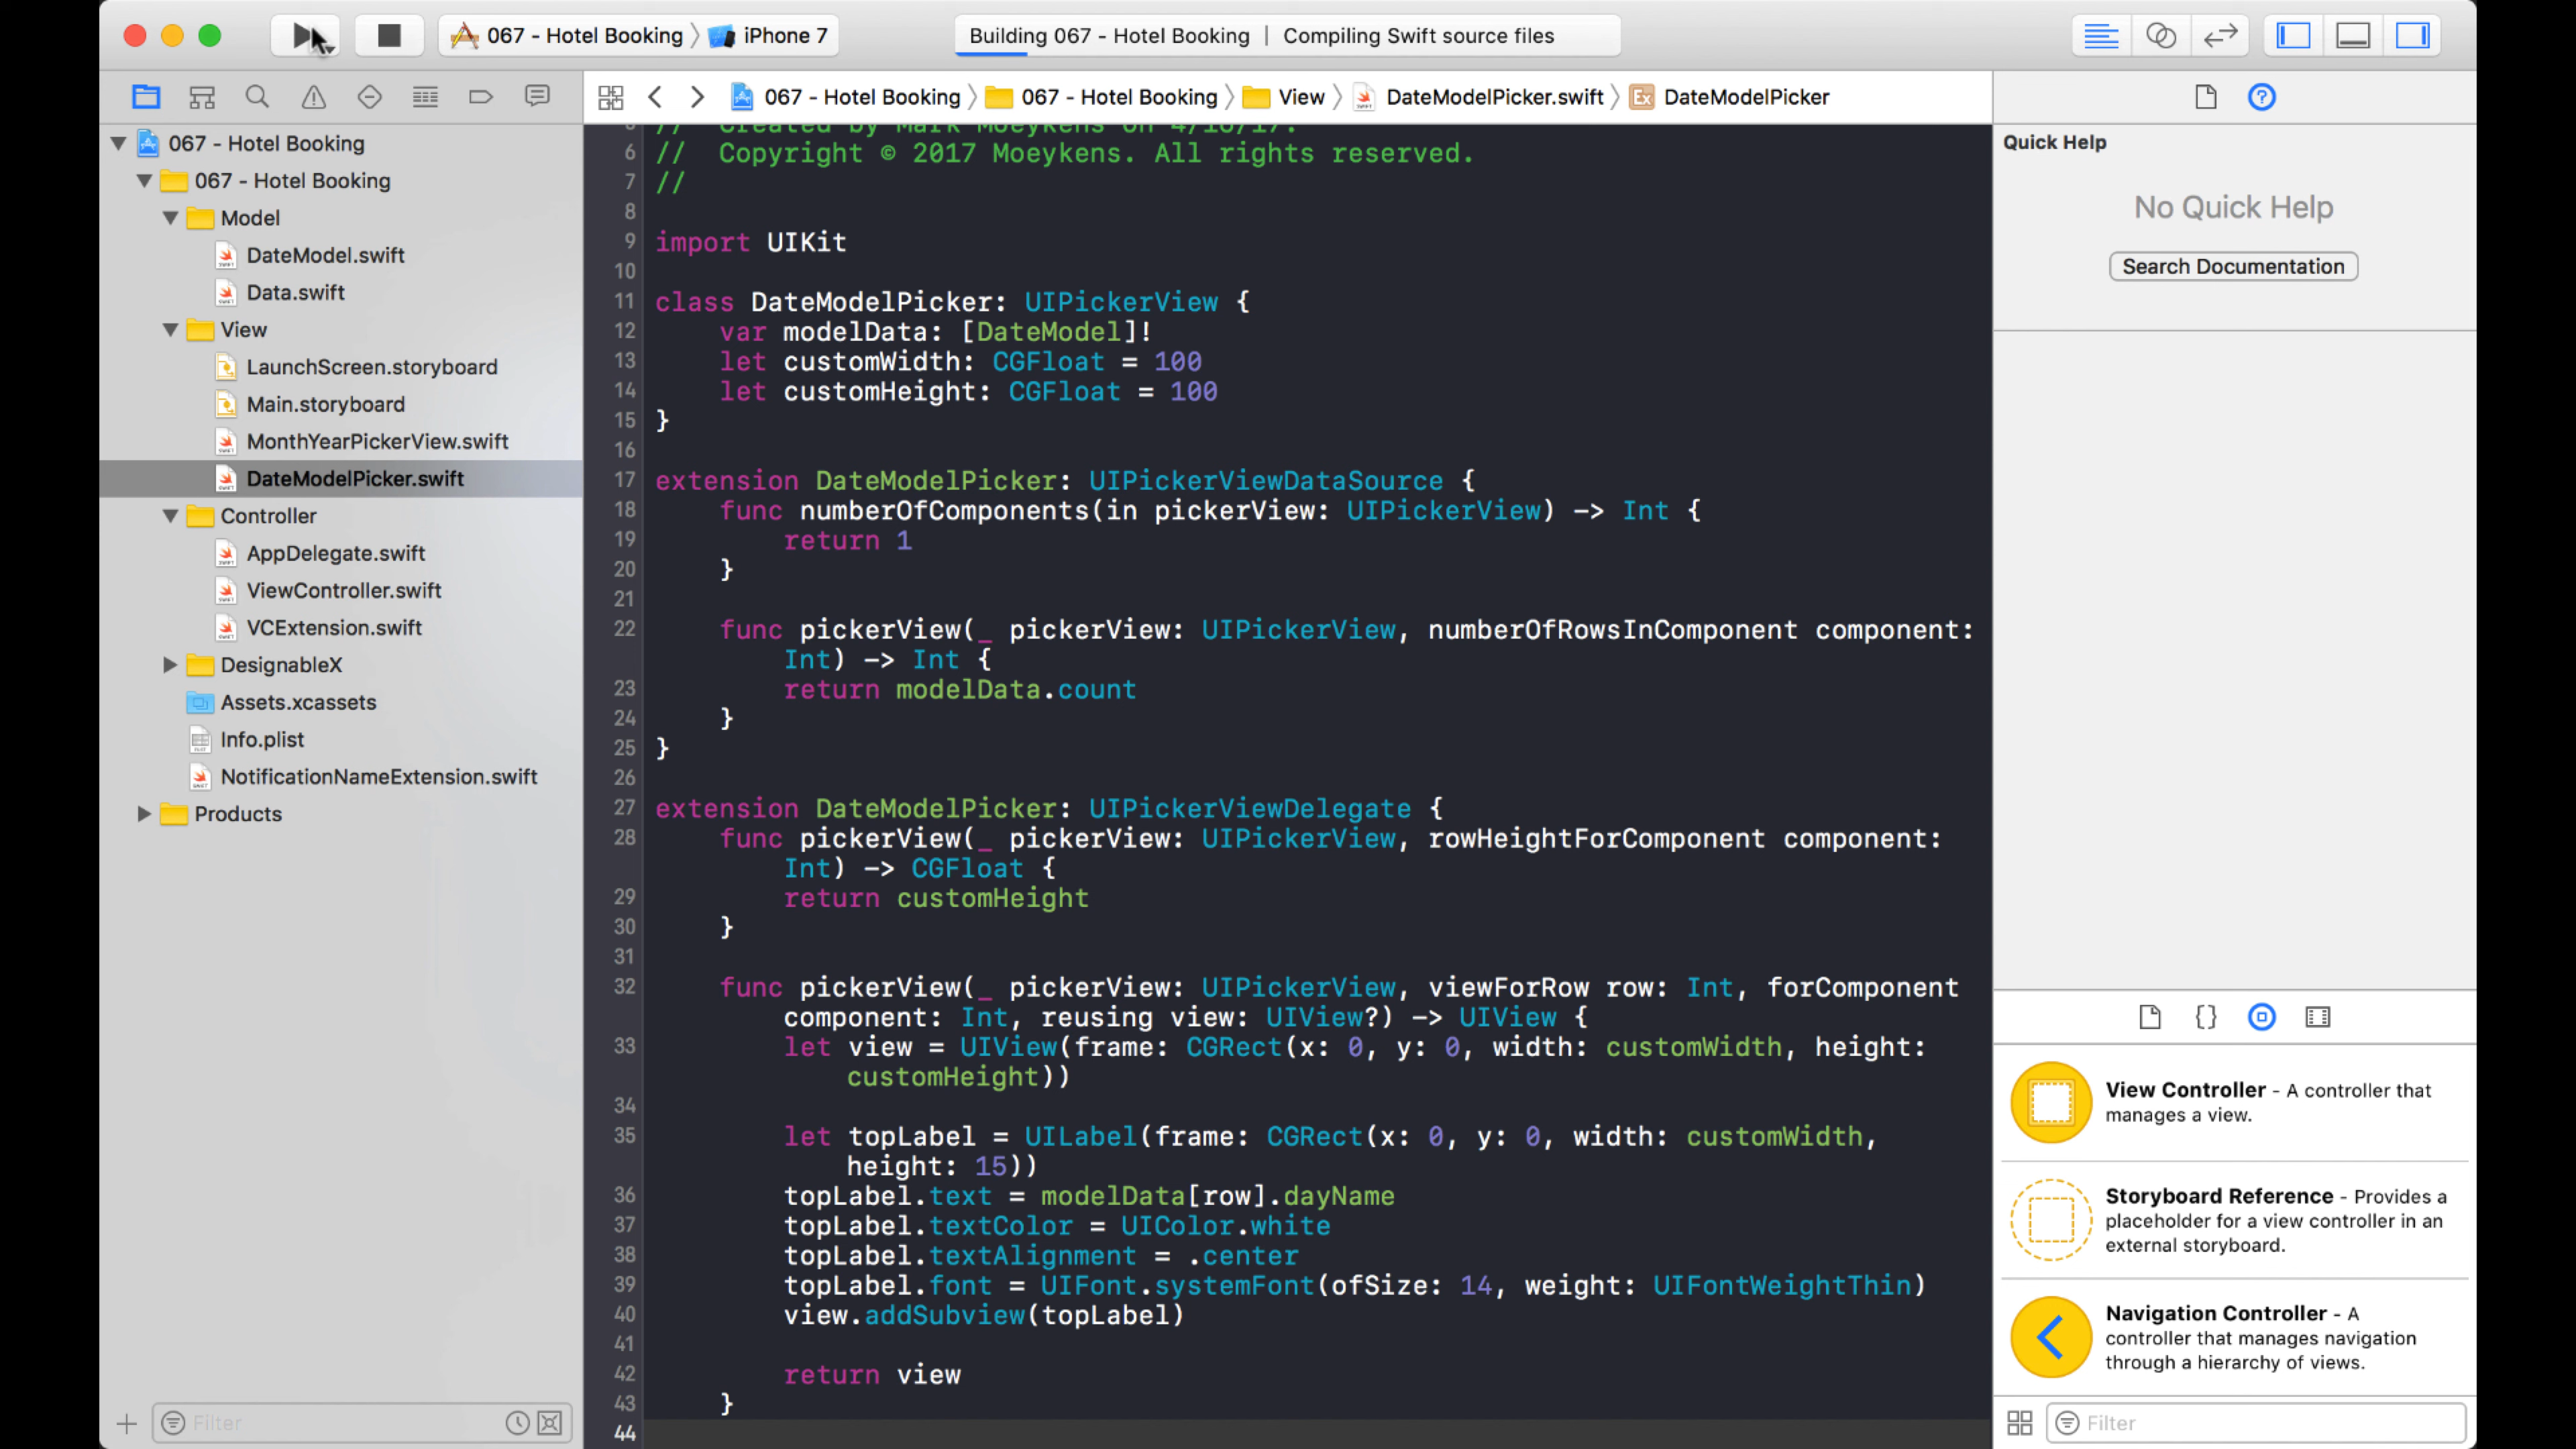 067 - Hotel Booking
iPhone 7
Building 067 - Hotel Booking | Compiling Swift source files
067 - Hotel Booking
067 - Hotel Booking
View
DateModelPicker.swift
Ex
DateModelPicker
067 - Hotel Booking
067 - Hotel Booking
Model
DateModel.swift
Data.swift
View
LaunchScreen.storyboard
Main.storyboard
MonthYearPickerView.swift
DateModelPicker.swift
Controller
AppDelegate.swift
ViewController.swift
VCExtension.swift
DesignableX
Assets.xcassets
Info.plist
NotificationNameExtension.swift
Products
Filter
// Created by Mark Moeykens on 4/18/17.
6 // Copyright © 2017 Moeykens. All rights reserved.
7 //
8
9 import UIKit
10
11 class DateModelPicker: UIPickerView {
12 var modelData: [DateModel]!
13 let customWidth: CGFloat = 100
14 let customHeight: CGFloat = 100
15 }
16
17 extension DateModelPicker: UIPickerViewDataSource {
18 func numberOfComponents(in pickerView: UIPickerView) -> Int {
19 return 1
20 }
21
22 func pickerView(_ pickerView: UIPickerView, numberOfRowsInComponent component:
Int) -> Int {
23 return modelData.count
24 }
25 }
26
27 extension DateModelPicker: UIPickerViewDelegate {
28 func pickerView(_ pickerView: UIPickerView, rowHeightForComponent component:
Int) -> CGFloat {
29 return customHeight
30 }
31
32 func pickerView(_ pickerView: UIPickerView, viewForRow row: Int, forComponent
component: Int, reusing view: UIView?) -> UIView {
33 let view = UIView(frame: CGRect(x: 0, y: 0, width: customWidth, height:
customHeight))
34
35 let topLabel = UILabel(frame: CGRect(x: 0, y: 0, width: customWidth,
height: 15))
36 topLabel.text = modelData[row].dayName
37 topLabel.textColor = UIColor.white
38 topLabel.textAlignment = .center
39 topLabel.font = UIFont.systemFont(ofSize: 14, weight: UIFontWeightThin)
40 view.addSubview(topLabel)
41
42 return view
43 }
44
Quick Help
No Quick Help
Search Documentation
View Controller - A controller that
manages a view.
Storyboard Reference - Provides a
placeholder for a view controller in an
external storyboard.
Navigation Controller - A
controller that manages navigation
through a hierarchy of views.
Filter